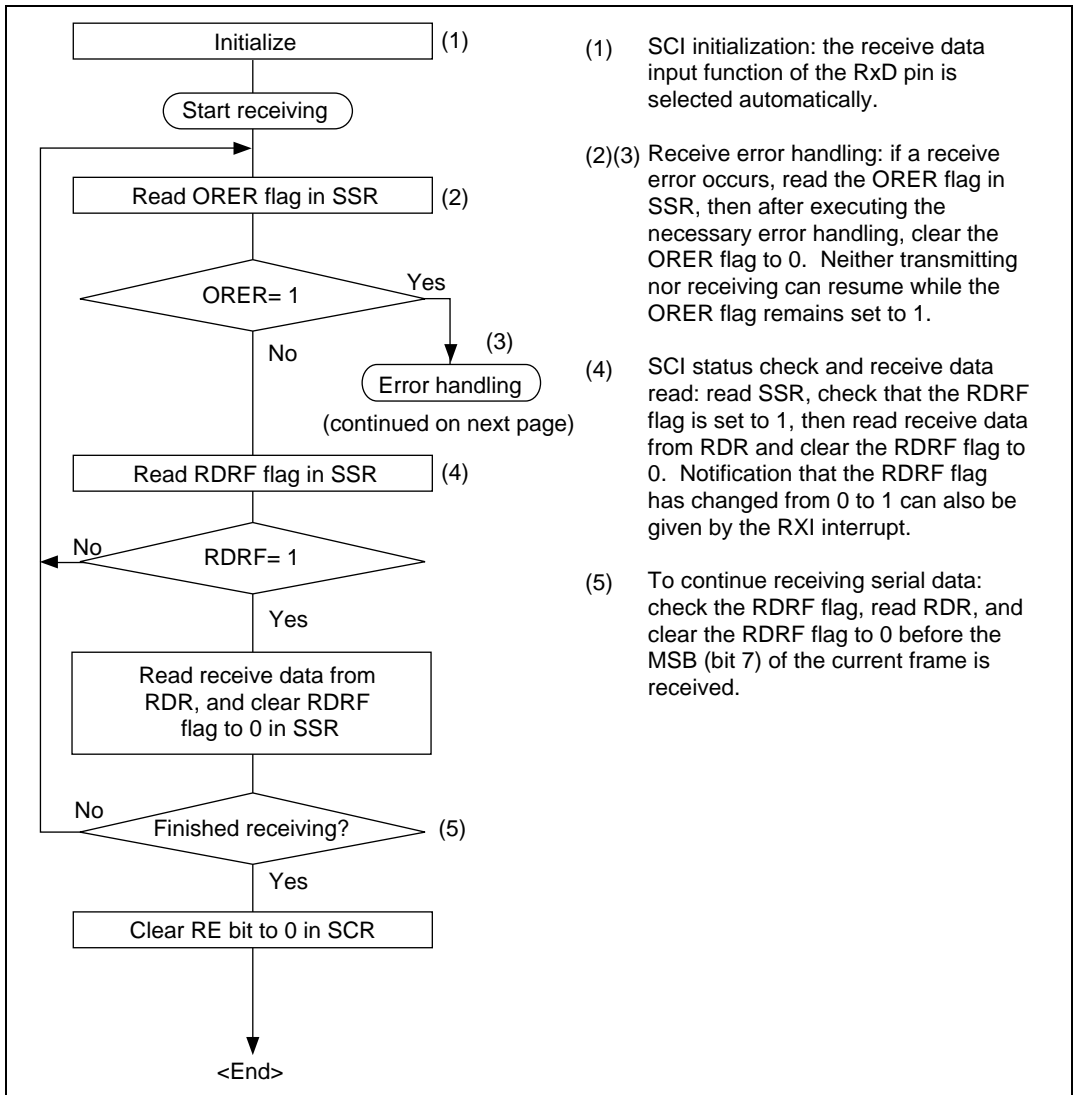 Initialize
(1)
Start receiving
Read ORER flag in SSR
(2)
ORER= 1
Yes
No
(3)
Error handling
(continued on next page)
Read RDRF flag in SSR
(4)
No
RDRF= 1
Yes
Read receive data from
RDR, and clear RDRF
flag to 0 in SSR
No
Finished receiving?
(5)
Yes
Clear RE bit to 0 in SCR
<End>
(1) SCI initialization: the receive data
input function of the RxD pin is
selected automatically.
(2)(3) Receive error handling: if a receive
error occurs, read the ORER flag in
SSR, then after executing the
necessary error handling, clear the
ORER flag to 0.  Neither transmitting
nor receiving can resume while the
ORER flag remains set to 1.
(4) SCI status check and receive data
read: read SSR, check that the RDRF
flag is set to 1, then read receive data
from RDR and clear the RDRF flag to
0.  Notification that the RDRF flag
has changed from 0 to 1 can also be
given by the RXI interrupt.
(5) To continue receiving serial data:
check the RDRF flag, read RDR, and
clear the RDRF flag to 0 before the
MSB (bit 7) of the current frame is
received.